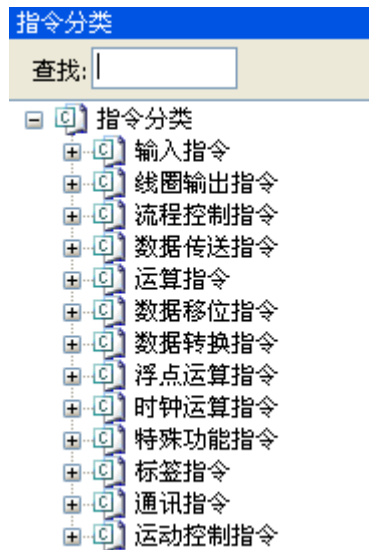 指令分类
查找:
指令分类
输入指令
线圈输出指令
流程控制指令
数据传送指令
运算指令
数据移位指令
数据转换指令
浮点运算指令
时钟运算指令
特殊功能指令
标签指令
通讯指令
运动控制指令